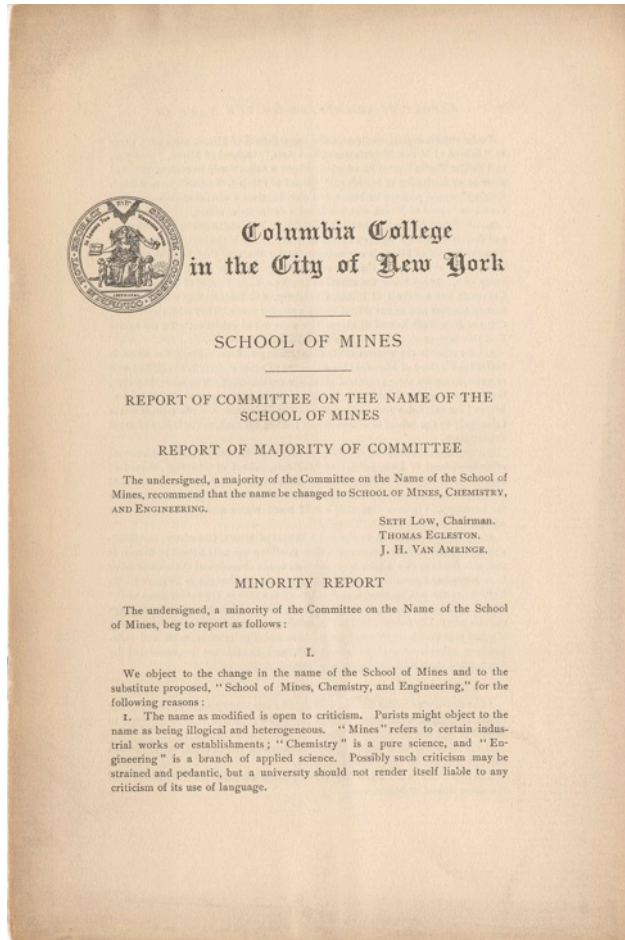 Columbia College
in the City of New York
SCHOOL OF MINES
REPORT OF COMMITTEE ON THE NAME OF THE
SCHOOL OF MINES
REPORT OF MAJORITY OF COMMITTEE
The undersigned, a majority of the Committee on the Name of the School of
Mines, recommend that the name be changed to SCHOOL OF MINES, CHEMISTRY,
AND ENGINEERING.
SETH LOW, Chairman.
THOMAS EGLESTON.
J. H. VAN AMRINGE.
MINORITY REPORT
The undersigned, a minority of the Committee on the Name of the School
of Mines, beg to report as follows :
I.
We object to the change in the name of the School of Mines and to the
substitute proposed, " School of Mines, Chemistry, and Engineering," for the
following reasons :
1. The name as modified is open to criticism. Purists might object to the
name as being illogical and heterogeneous. " Mines " refers to certain indus-
trial works or establishments ; " Chemistry " is a pure science, and " En-
gineering " is a branch of applied science. Possibly such criticism may be
strained and pedantic, but a university should not render itself liable to any
criticism of its use of language.